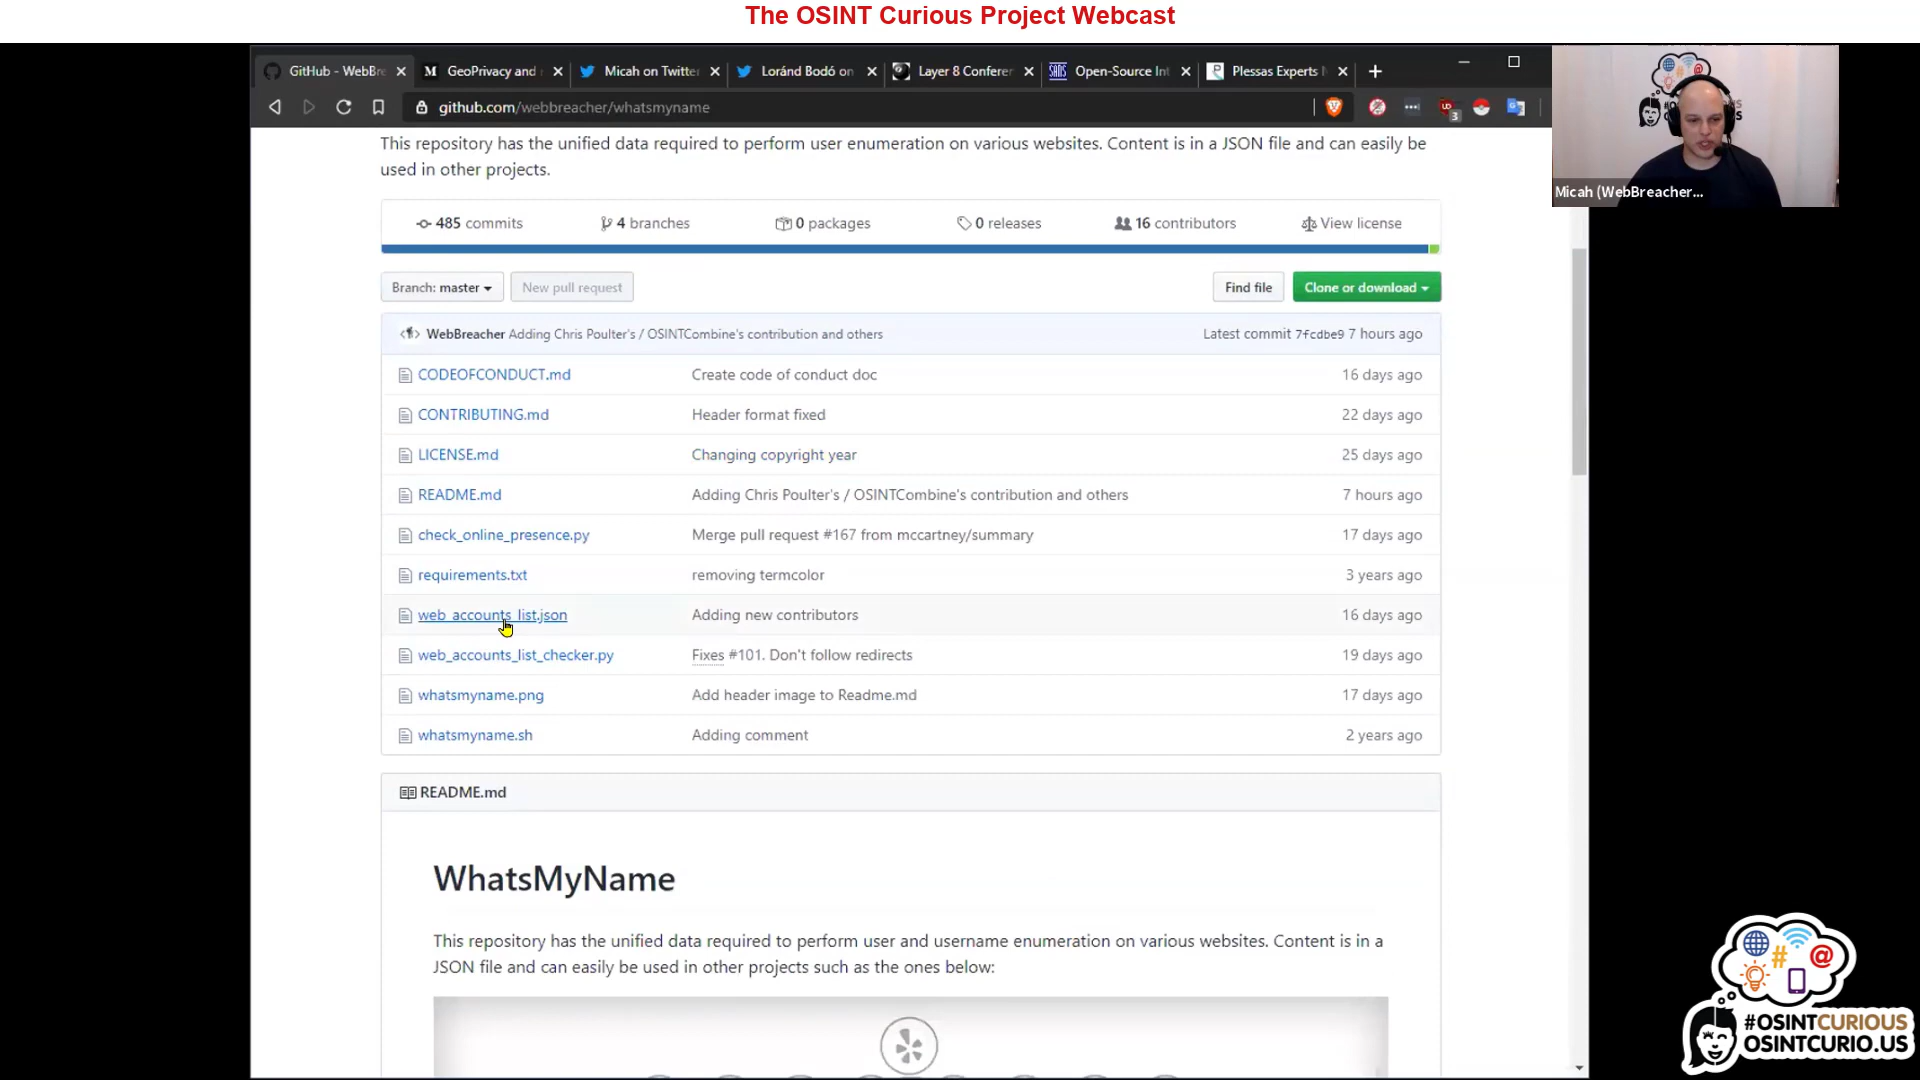 The OSINT Curious Project Webcast
GitHub - WebBre
GeoPrivacy and
Micah on Twitte
Loránd Bodó on
Layer 8 Confere
SANS
Open-Source Int
Plessas Experts
github.com/webbreacher/whatsmyname
3
Micah (WebBreacher...
This repository has the unified data required to perform user enumeration on various websites. Content is in a JSON file and can easily be
used in other projects.
485 commits
4 branches
0 packages
0 releases
16 contributors
View license
Branch: master
New pull request
Find file
Clone or download
WebBreacher Adding Chris Poulter's / OSINTCombine's contribution and others
Latest commit 7fcdbe9 7 hours ago
CODEOFCONDUCT.md
Create code of conduct doc
16 days ago
CONTRIBUTING.md
Header format fixed
22 days ago
LICENSE.md
Changing copyright year
25 days ago
README.md
Adding Chris Poulter's / OSINTCombine's contribution and others
7 hours ago
check_online_presence.py
Merge pull request #167 from mccartney/summary
17 days ago
requirements.txt
removing termcolor
3 years ago
web_accounts_list.json
Adding new contributors
16 days ago
web_accounts_list_checker.py
Fixes #101. Don't follow redirects
19 days ago
whatsmyname.png
Add header image to Readme.md
17 days ago
whatsmyname.sh
Adding comment
2 years ago
README.md
WhatsMyName
This repository has the unified data required to perform user and username enumeration on various websites. Content is in a
JSON file and can easily be used in other projects such as the ones below:
#OSINTCURIOUS
OSINTCURIO.US